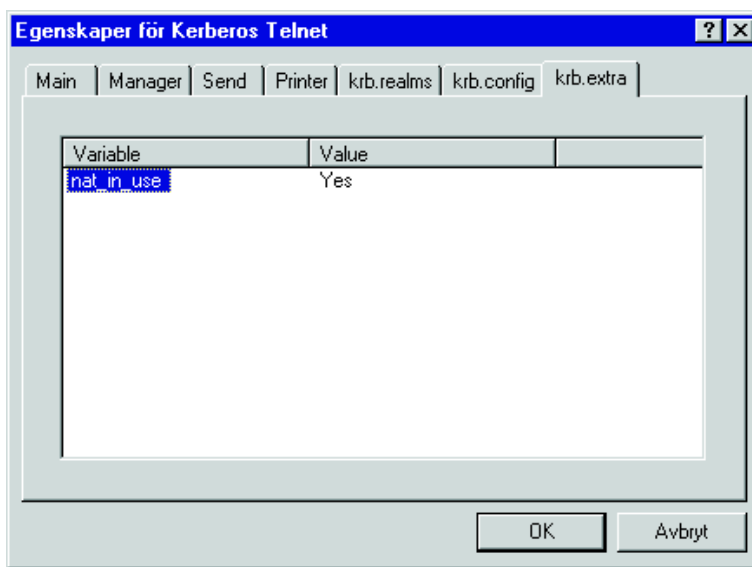 Egenskaper för Kerberos Telnet ? X
Main Manager Send Printer krb.realms krb.config krb.extra
Variable Value
nat_in_use Yes
OK Avbryt